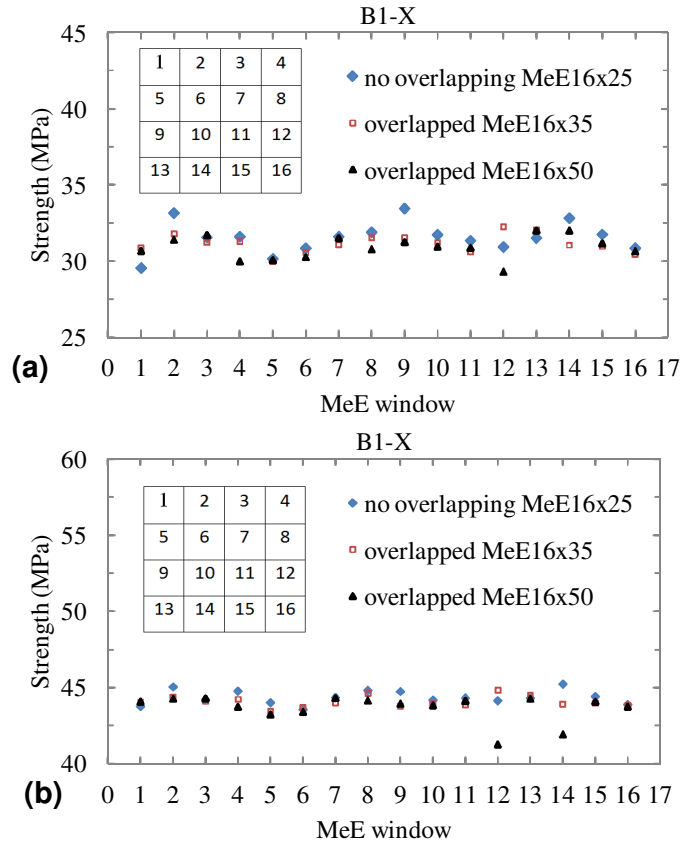 B1-X
45
40
35
30
25
Strength (MPa)
1 2 3 4
5 6 7 8
9 10 11 12
13 14 15 16
no overlapping MeE16x25
overlapped MeE16x35
overlapped MeE16x50
(a)
0 1 2 3 4 5 6 7 8 9 10 11 12 13 14 15 16 17
MeE window
B1-X
60
55
50
45
40
Strength (MPa)
1 2 3 4
5 6 7 8
9 10 11 12
13 14 15 16
no overlapping MeE16x25
overlapped MeE16x35
overlapped MeE16x50
(b)
0 1 2 3 4 5 6 7 8 9 10 11 12 13 14 15 16 17
MeE window